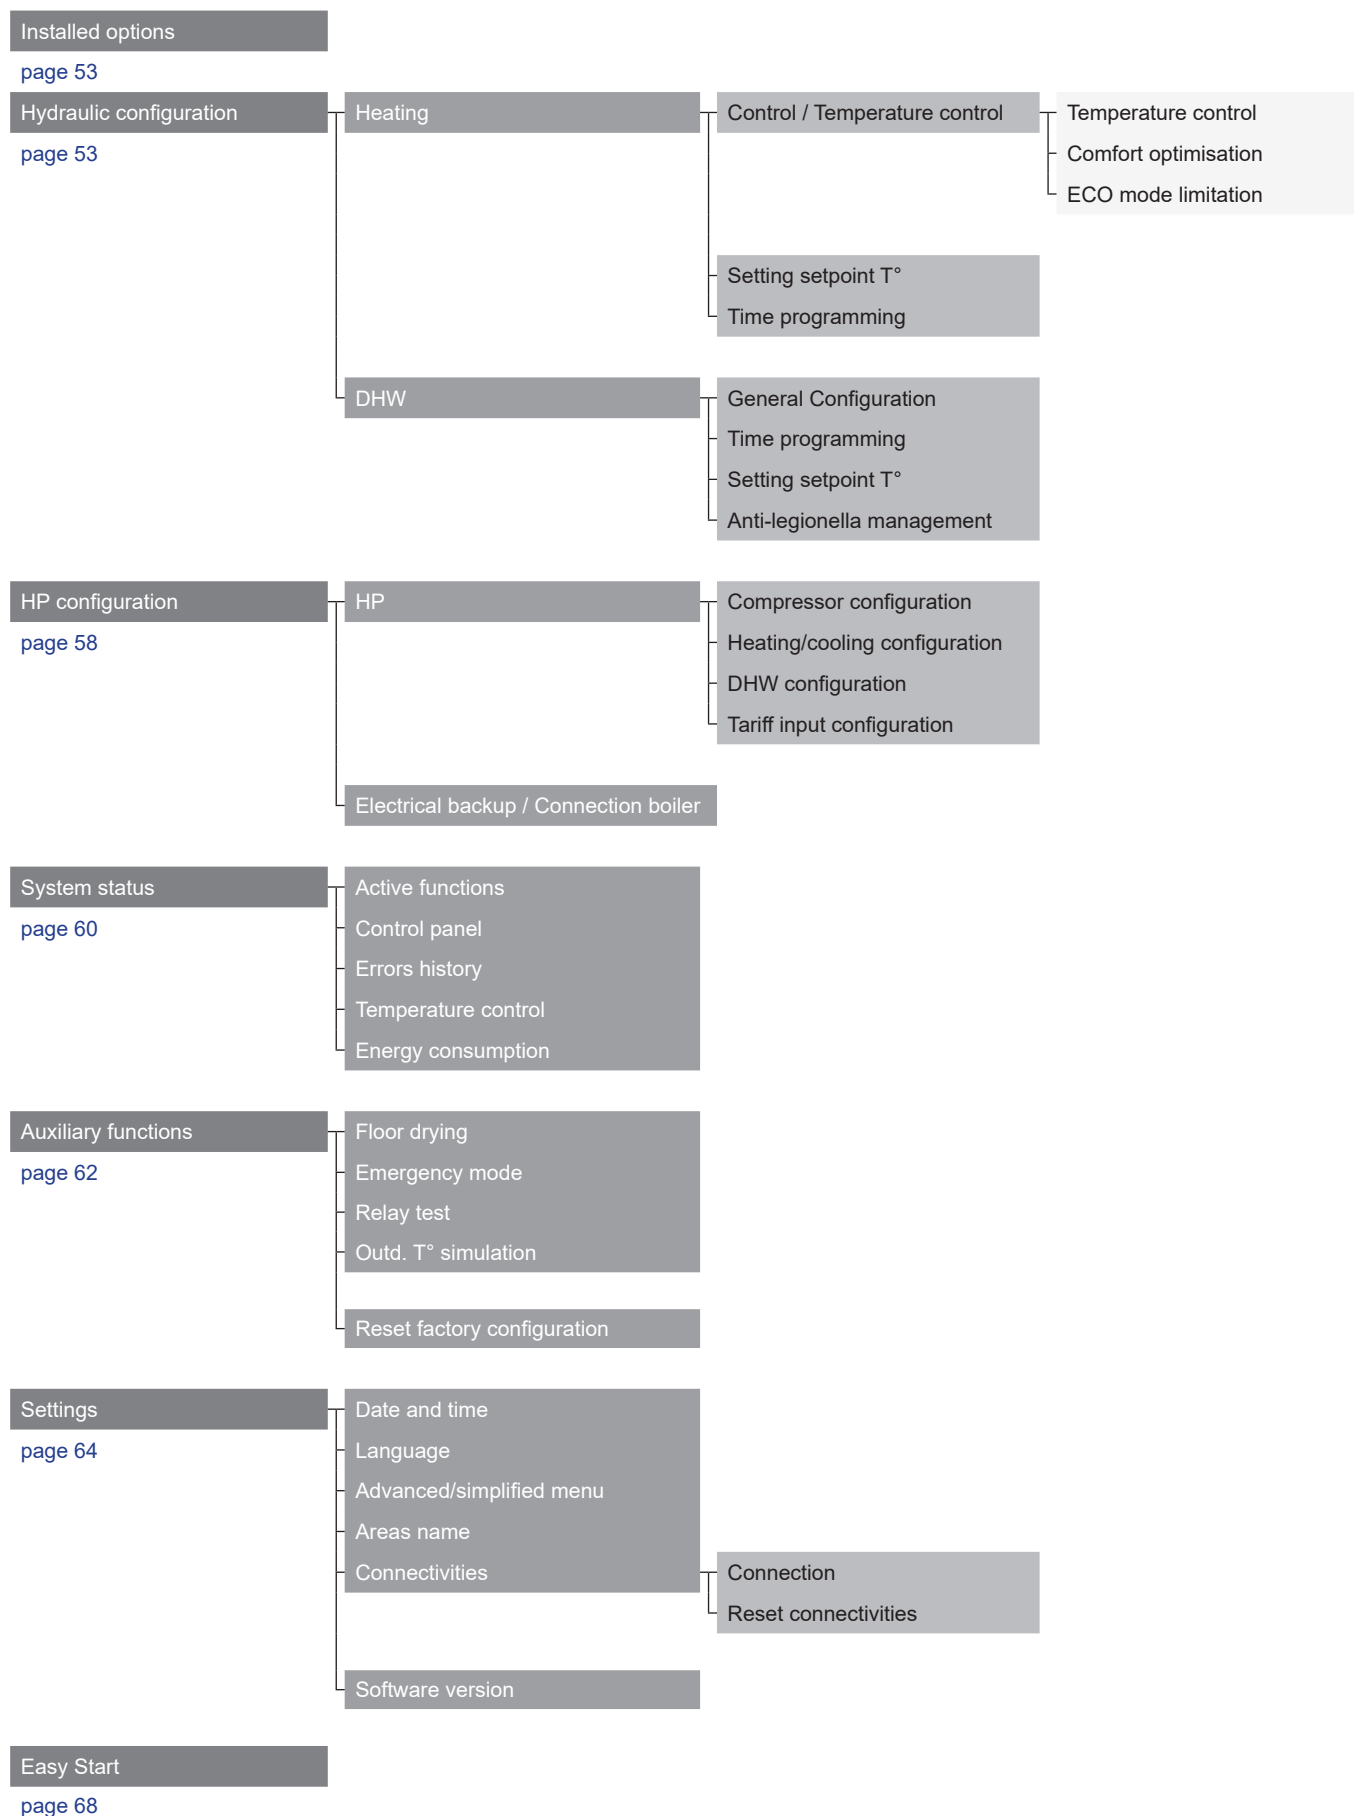 Installed options
page 53
Hydraulic configuration
Heating
Control / Temperature control
Temperature control
page 53
Comfort optimisation
ECO mode limitation
Setting setpoint T°
Time programming
DHW
General Configuration
Time programming
Setting setpoint T°
Anti-legionella management
HP configuration
HP
Compressor configuration
page 58
Heating/cooling configuration
DHW configuration
Tariff input configuration
Electrical backup / Connection boiler
System status
Active functions
page 60
Control panel
Errors history
Temperature control
Energy consumption
Auxiliary functions
Floor drying
page 62
Emergency mode
Relay test
Outd. T° simulation
Reset factory configuration
Settings
Date and time
page 64
Language
Advanced/simplified menu
Areas name
Connectivities
Connection
Reset connectivities
Software version
Easy Start
page 68